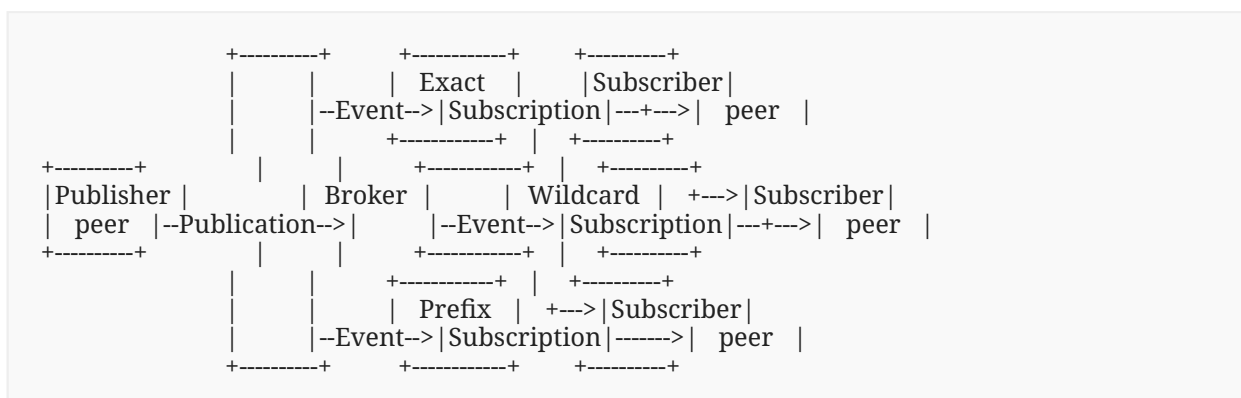 +----------+ +------------+ +----------+
| | | Exact | |Subscriber|
| |--Event-->|Subscription|---+--->| peer |
| | +------------+ | +----------+
+----------+ | | +------------+ | +----------+
|Publisher | | Broker | | Wildcard | +--->|Subscriber|
| peer |--Publication-->| |--Event-->|Subscription|---+--->| peer |
+----------+ | | +------------+ | +----------+
| | +------------+ | +----------+
| | | Prefix | +--->|Subscriber|
| |--Event-->|Subscription|------->| peer |
+----------+ +------------+ +----------+